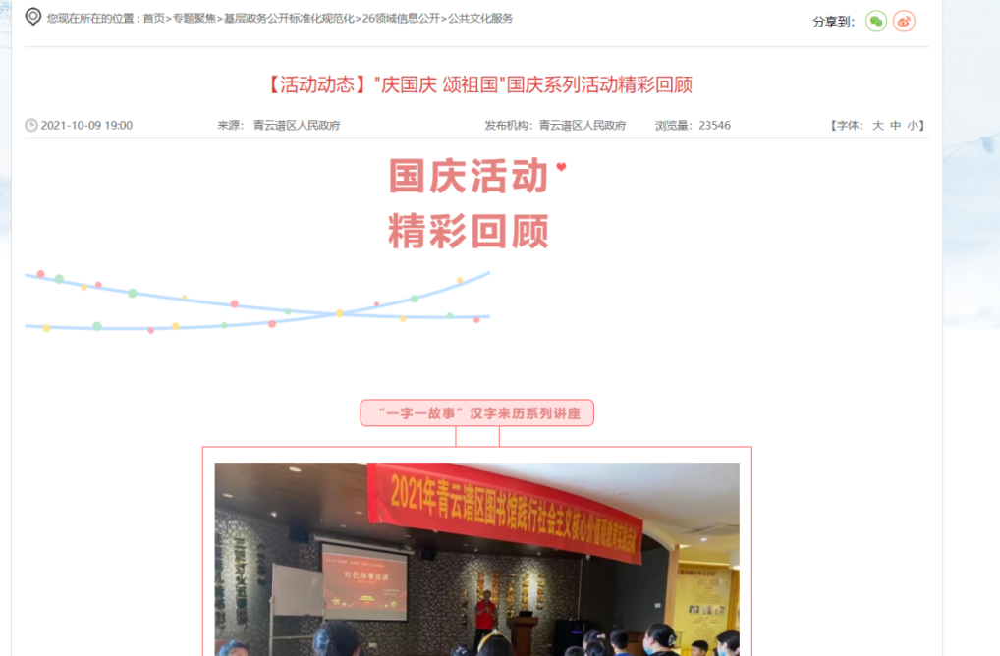 您现在所在的位置 : 首页>专题聚焦>基层政务公开标准化规范化>26领域信息公开>公共文化服务
分享到：
【活动动态】"庆国庆 颂祖国"国庆系列活动精彩回顾
2021-10-09 19:00 来源： 青云谱区人民政府 发布机构：青云谱区人民政府 浏览量：23546 【字体： 大 中 小】
国庆活动
精彩回顾
“一字一故事”汉字来历系列讲座
2021年青云谱区图书馆践行社会主义核心价值观教育实践活动
红色故事宣讲